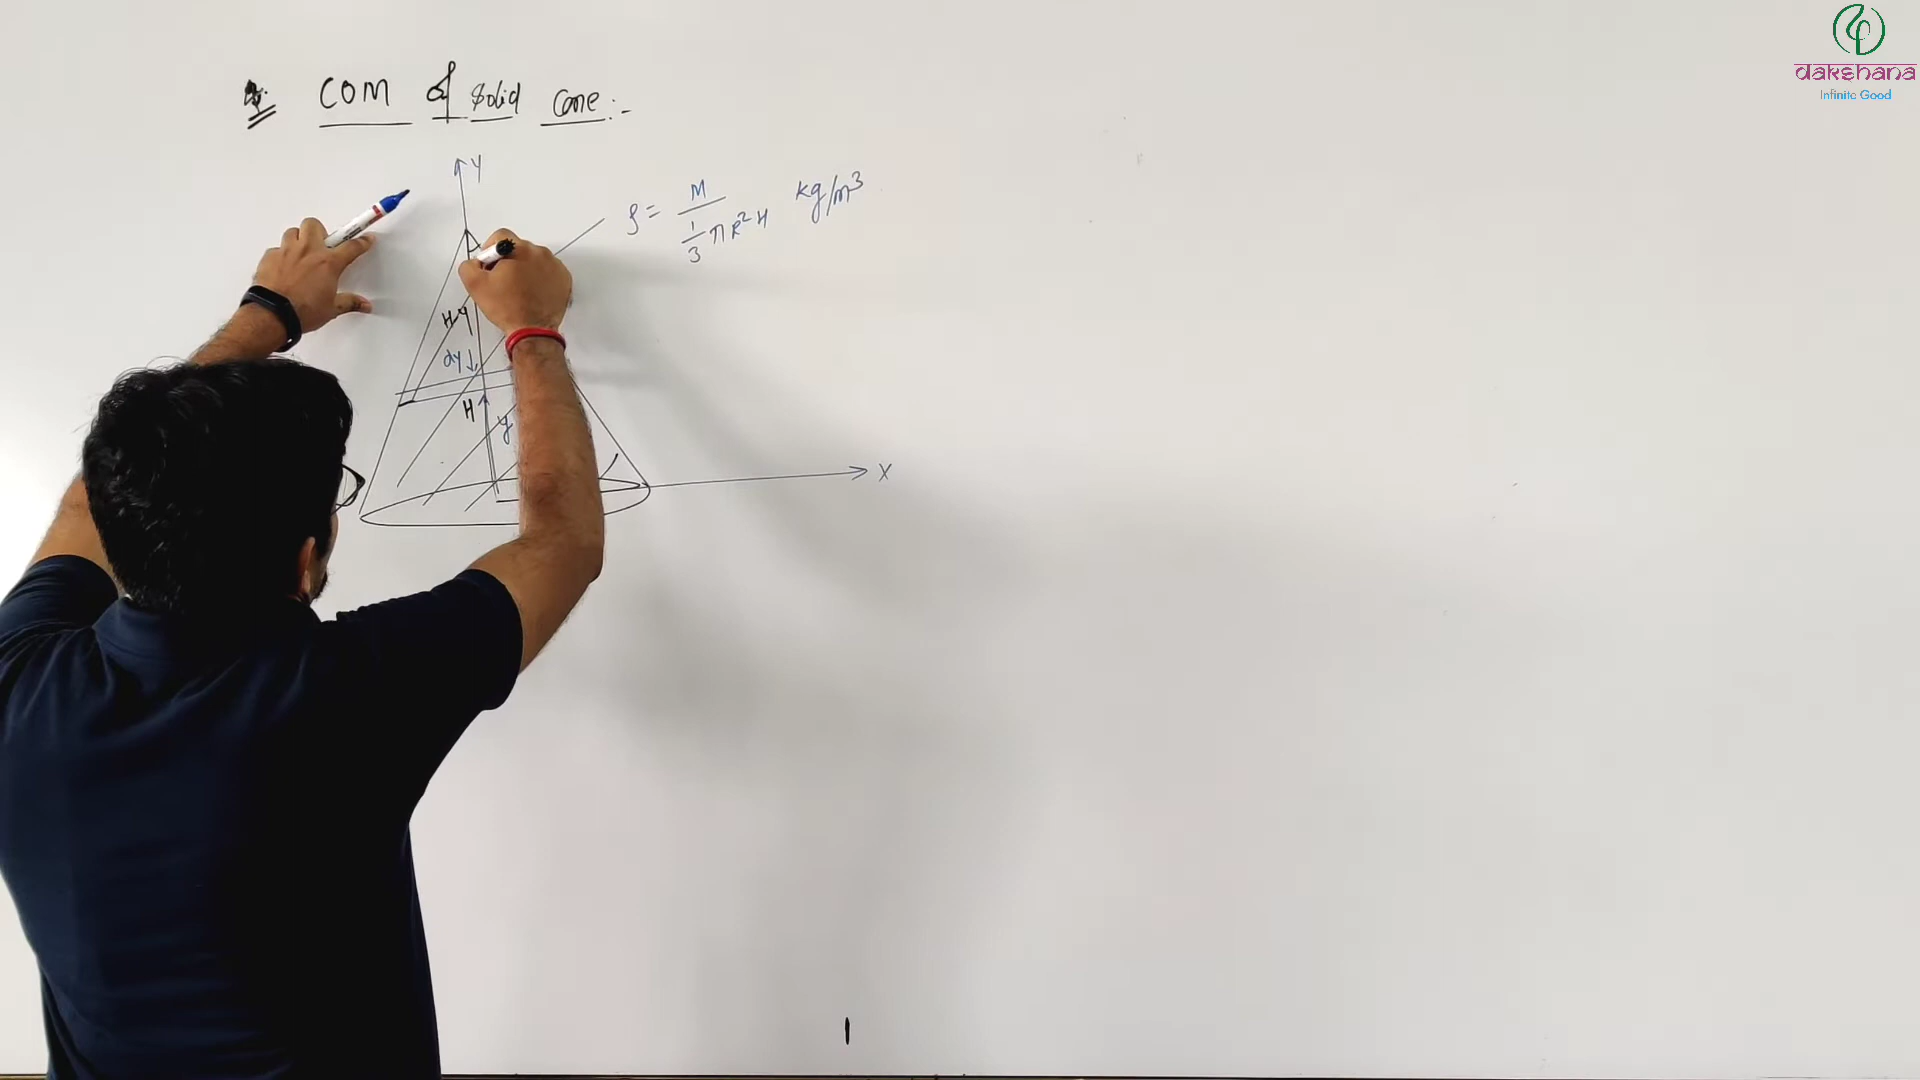 Q. COM of Solid Cone:-
Y
ρ = M / (1/3 πR²H) kg/m³
H-y
dy
H
y
X
dakshana
Infinite Good